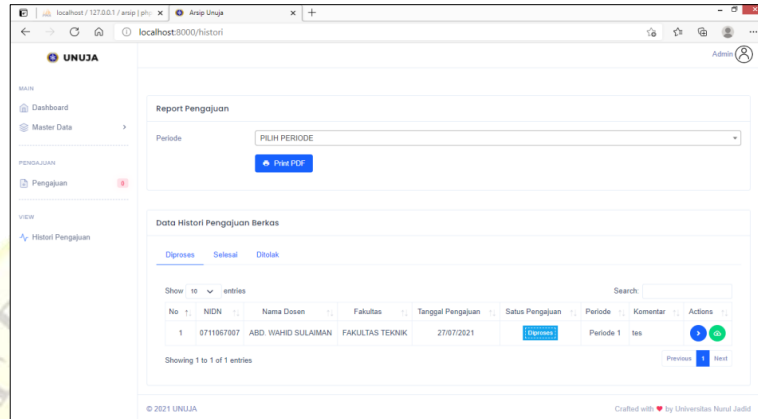 localhost / 127.0.0.1 / arsip | ph
Arsip Unuja
localhost:8000/histori
UNUJA
Admin
MAIN
Dashboard
Master Data
PENGAJUAN
Pengajuan 0
VIEW
Histori Pengajuan
Report Pengajuan
Periode PILIH PERIODE
Print PDF
Data Histori Pengajuan Berkas
Diproses Selesai Ditolak
Show 10 entries Search:
No NIDN Nama Dosen Fakultas Tanggal Pengajuan Satus Pengajuan Periode Komentar Actions
1 0711067007 ABD. WAHID SULAIMAN FAKULTAS TEKNIK 27/07/2021 Diproses Periode 1 tes
Showing 1 to 1 of 1 entries Previous 1 Next
© 2021 UNUJA Crafted with ♥ by Universitas Nurul Jadid